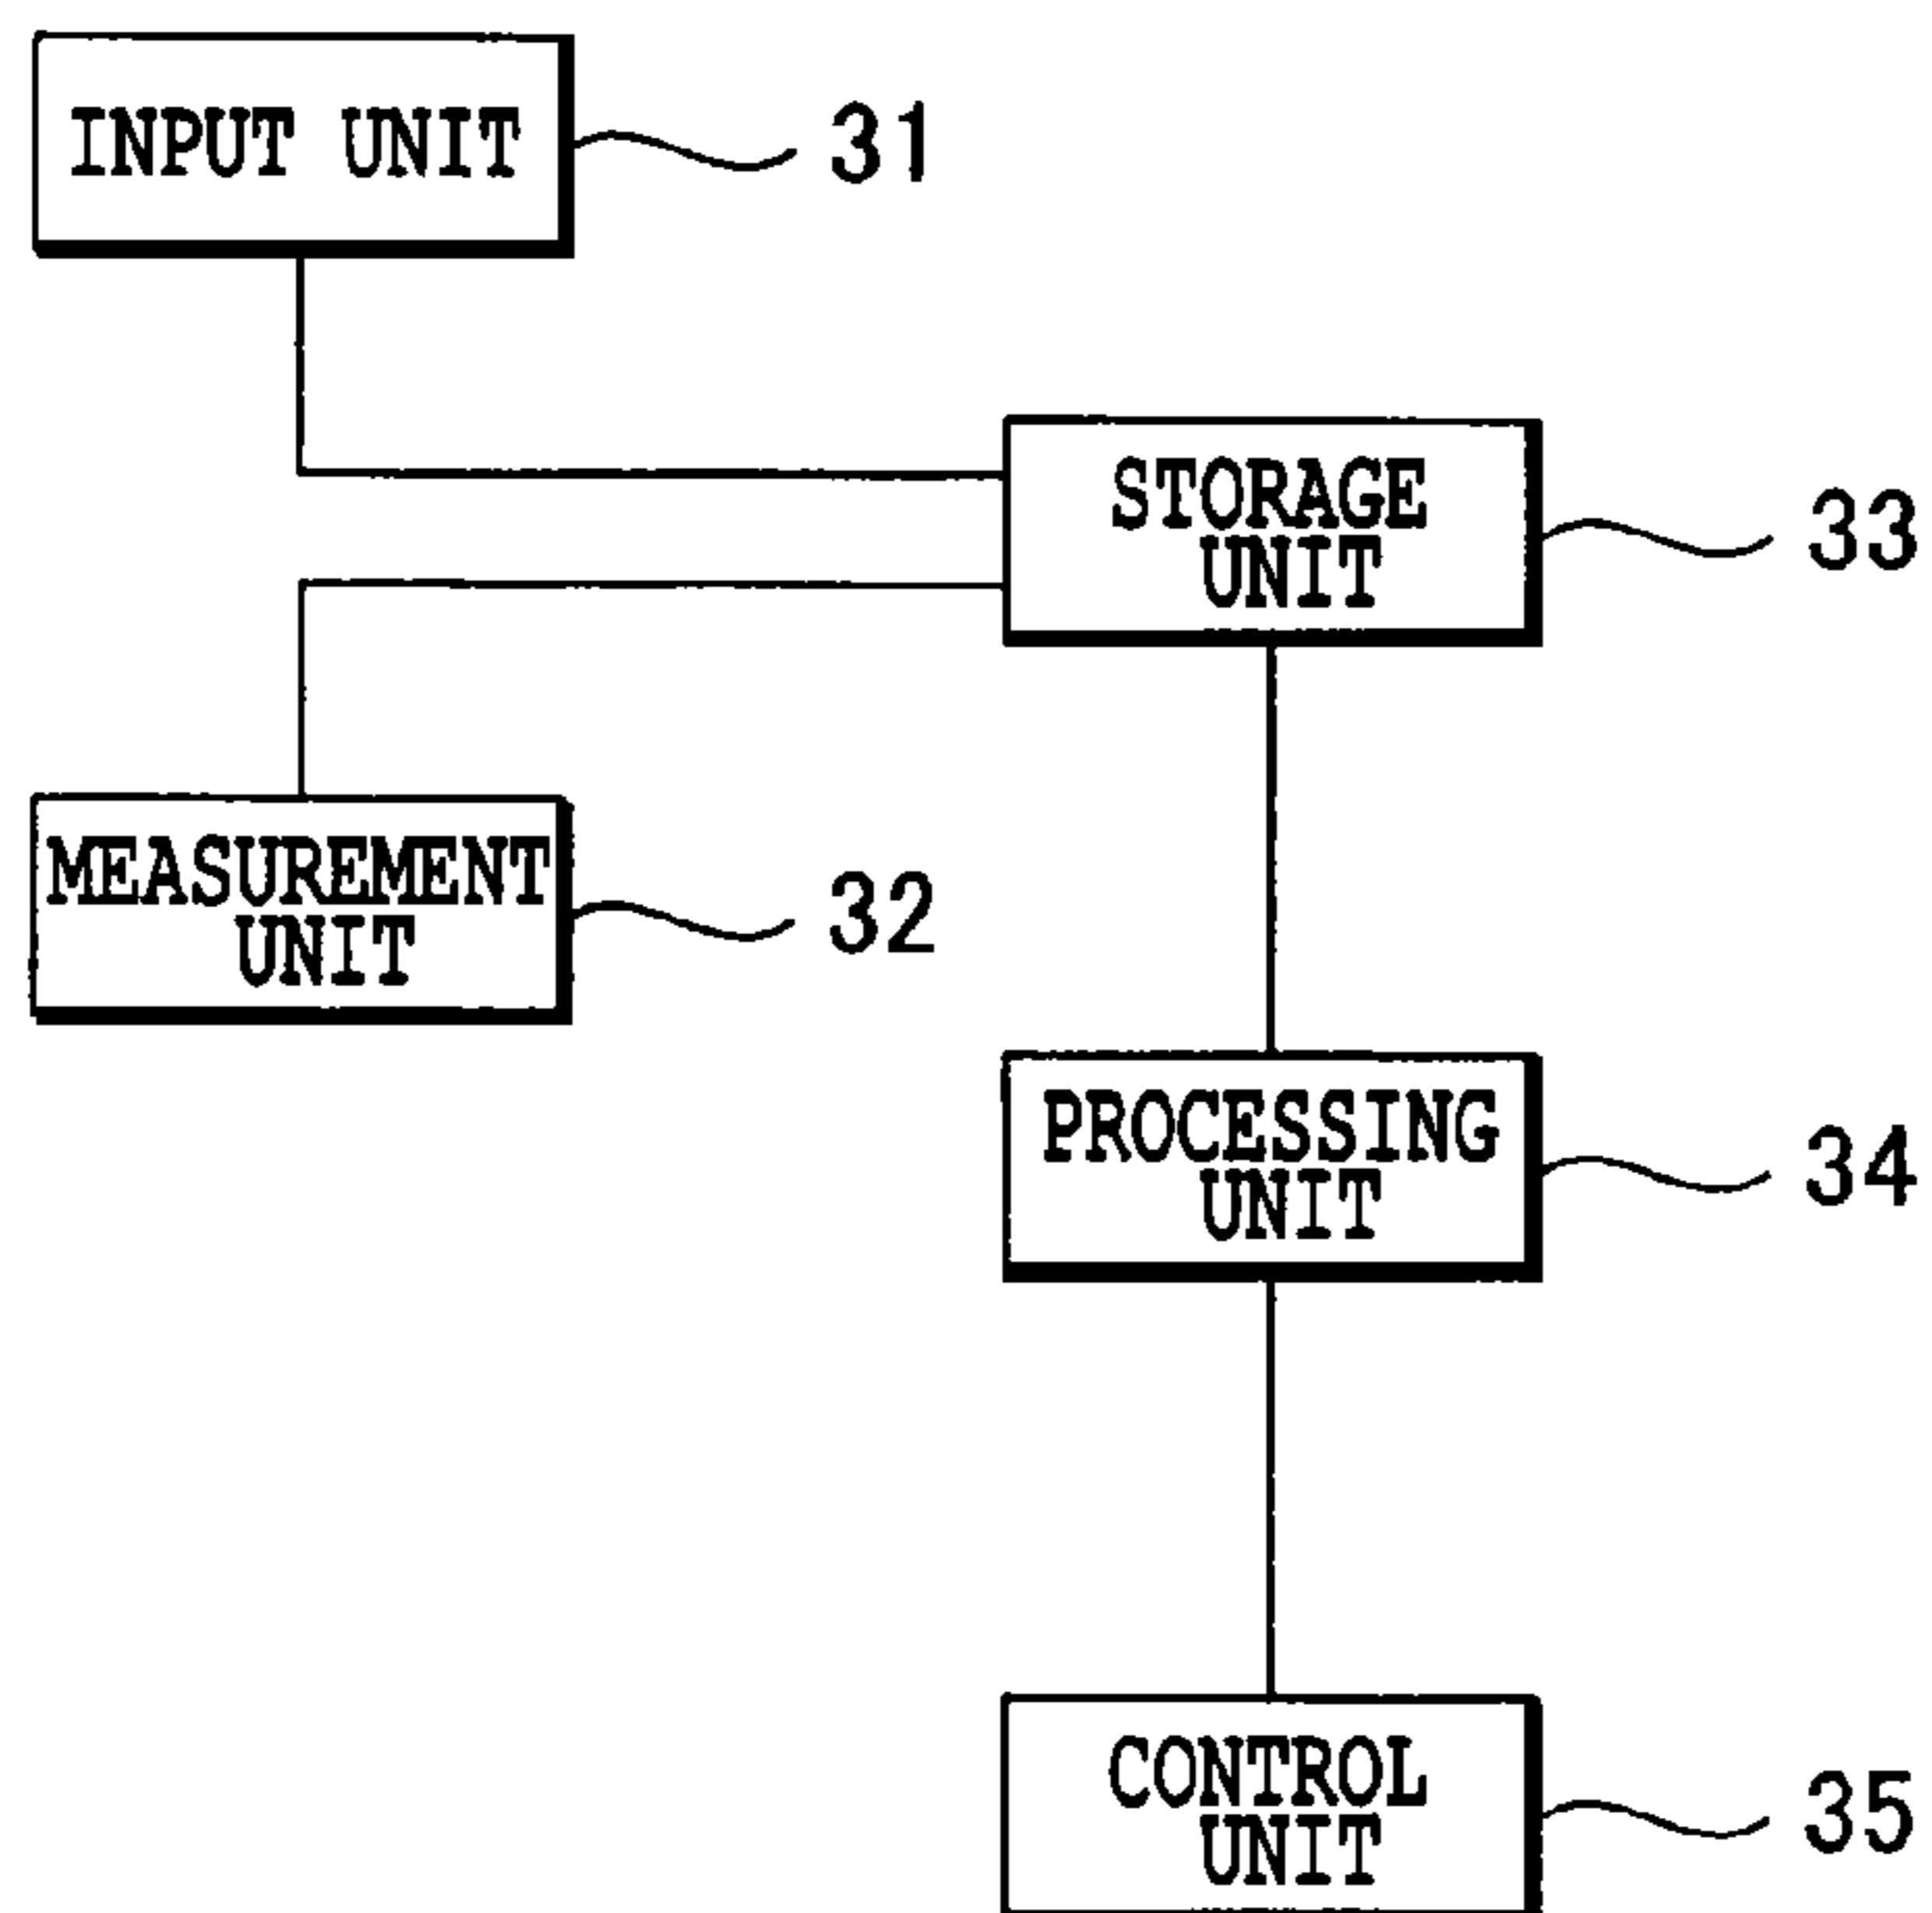 INPUT UNIT
31
STORAGE
UNIT
33
MEASUREMENT
UNIT
32
PROCESSING
UNIT
34
CONTROL
UNIT
35